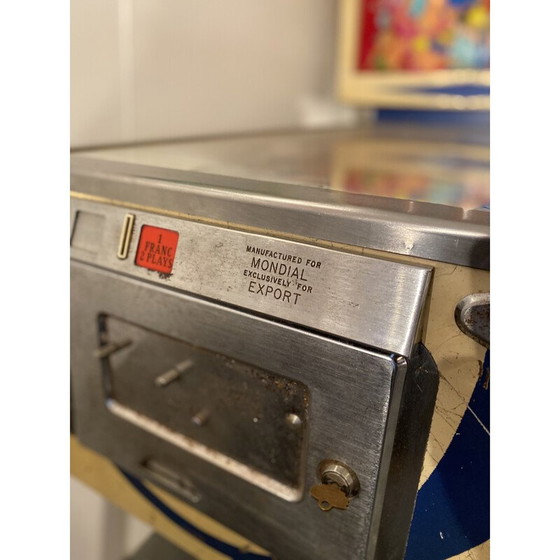 1
FRANC
2 PLAYS
MANUFACTURED FOR
MONDIAL
EXCLUSIVELY FOR
EXPORT